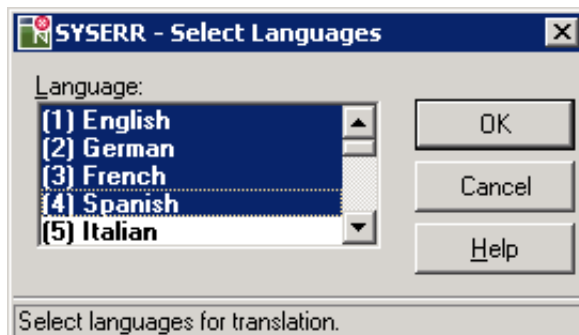 SYSERR - Select Languages
Language:
(1) English
(2) German
(3) French
(4) Spanish
(5) Italian
OK
Cancel
Help
Select languages for translation.